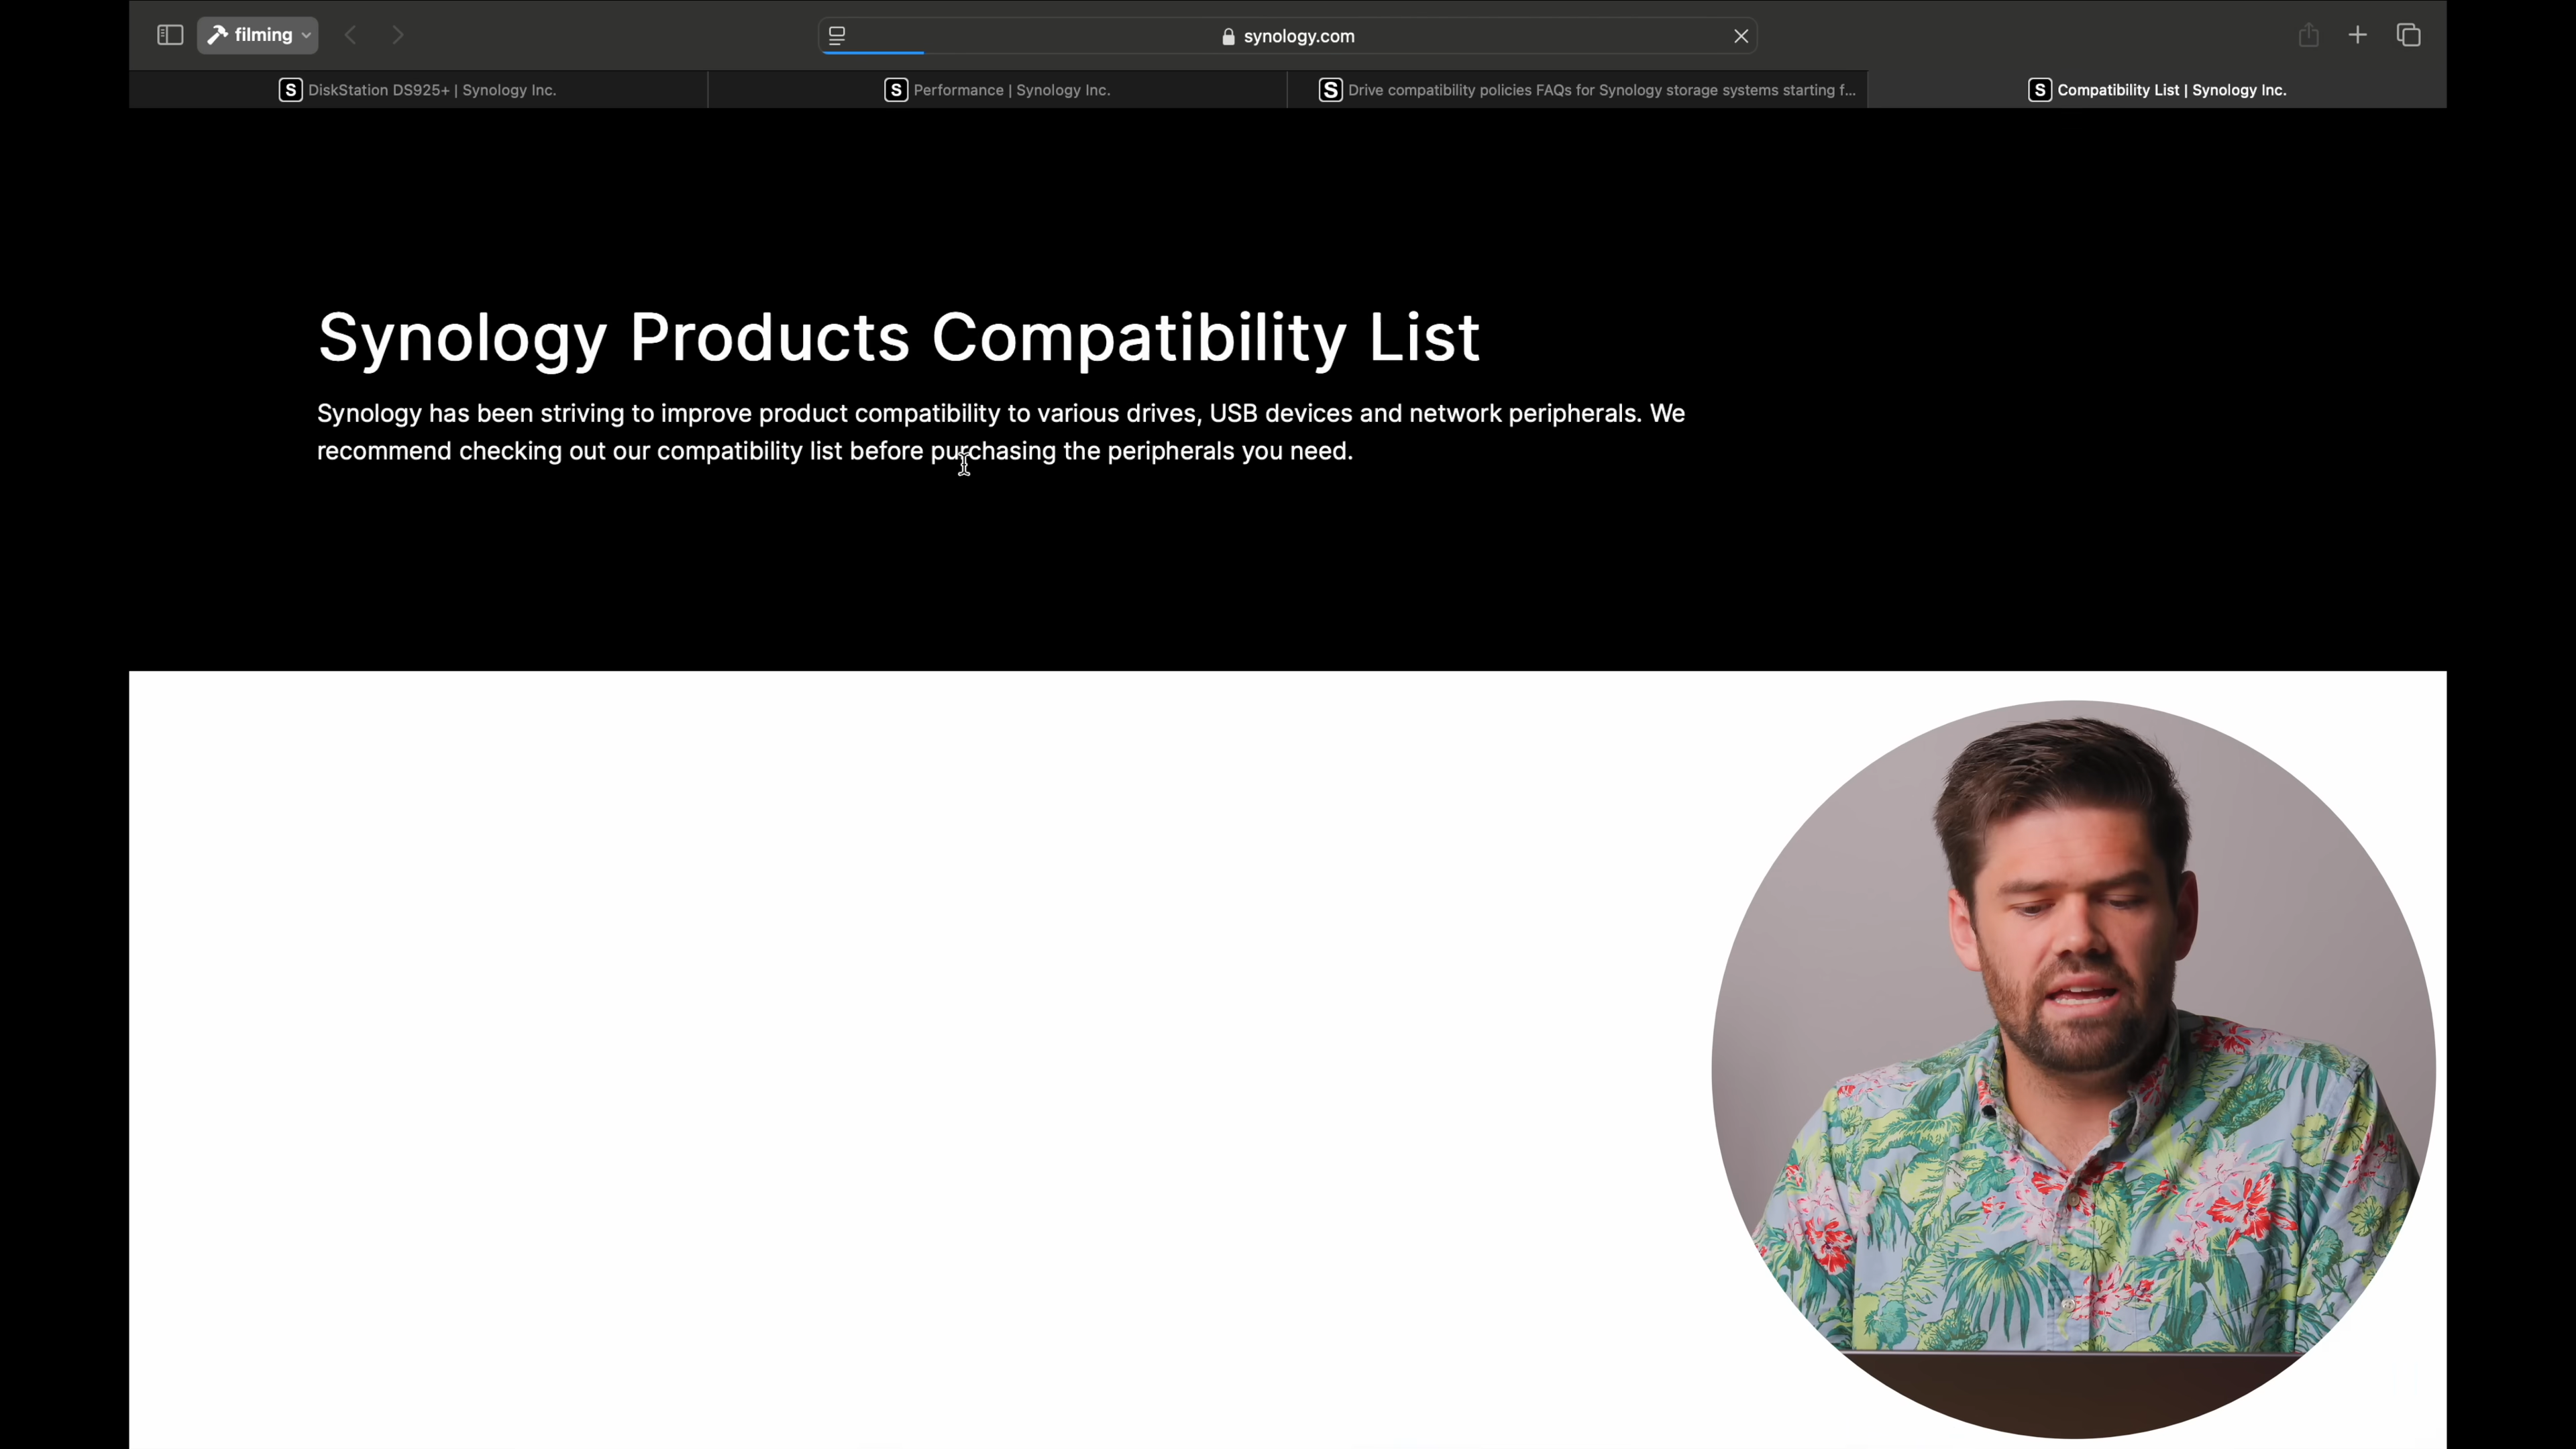 filming
synology.com
S DiskStation DS925+ | Synology Inc.
S Performance | Synology Inc.
S Drive compatibility policies FAQs for Synology storage systems starting f...
S Compatibility List | Synology Inc.
Synology Products Compatibility List
Synology has been striving to improve product compatibility to various drives, USB devices and network peripherals. We
recommend checking out our compatibility list before purchasing the peripherals you need.